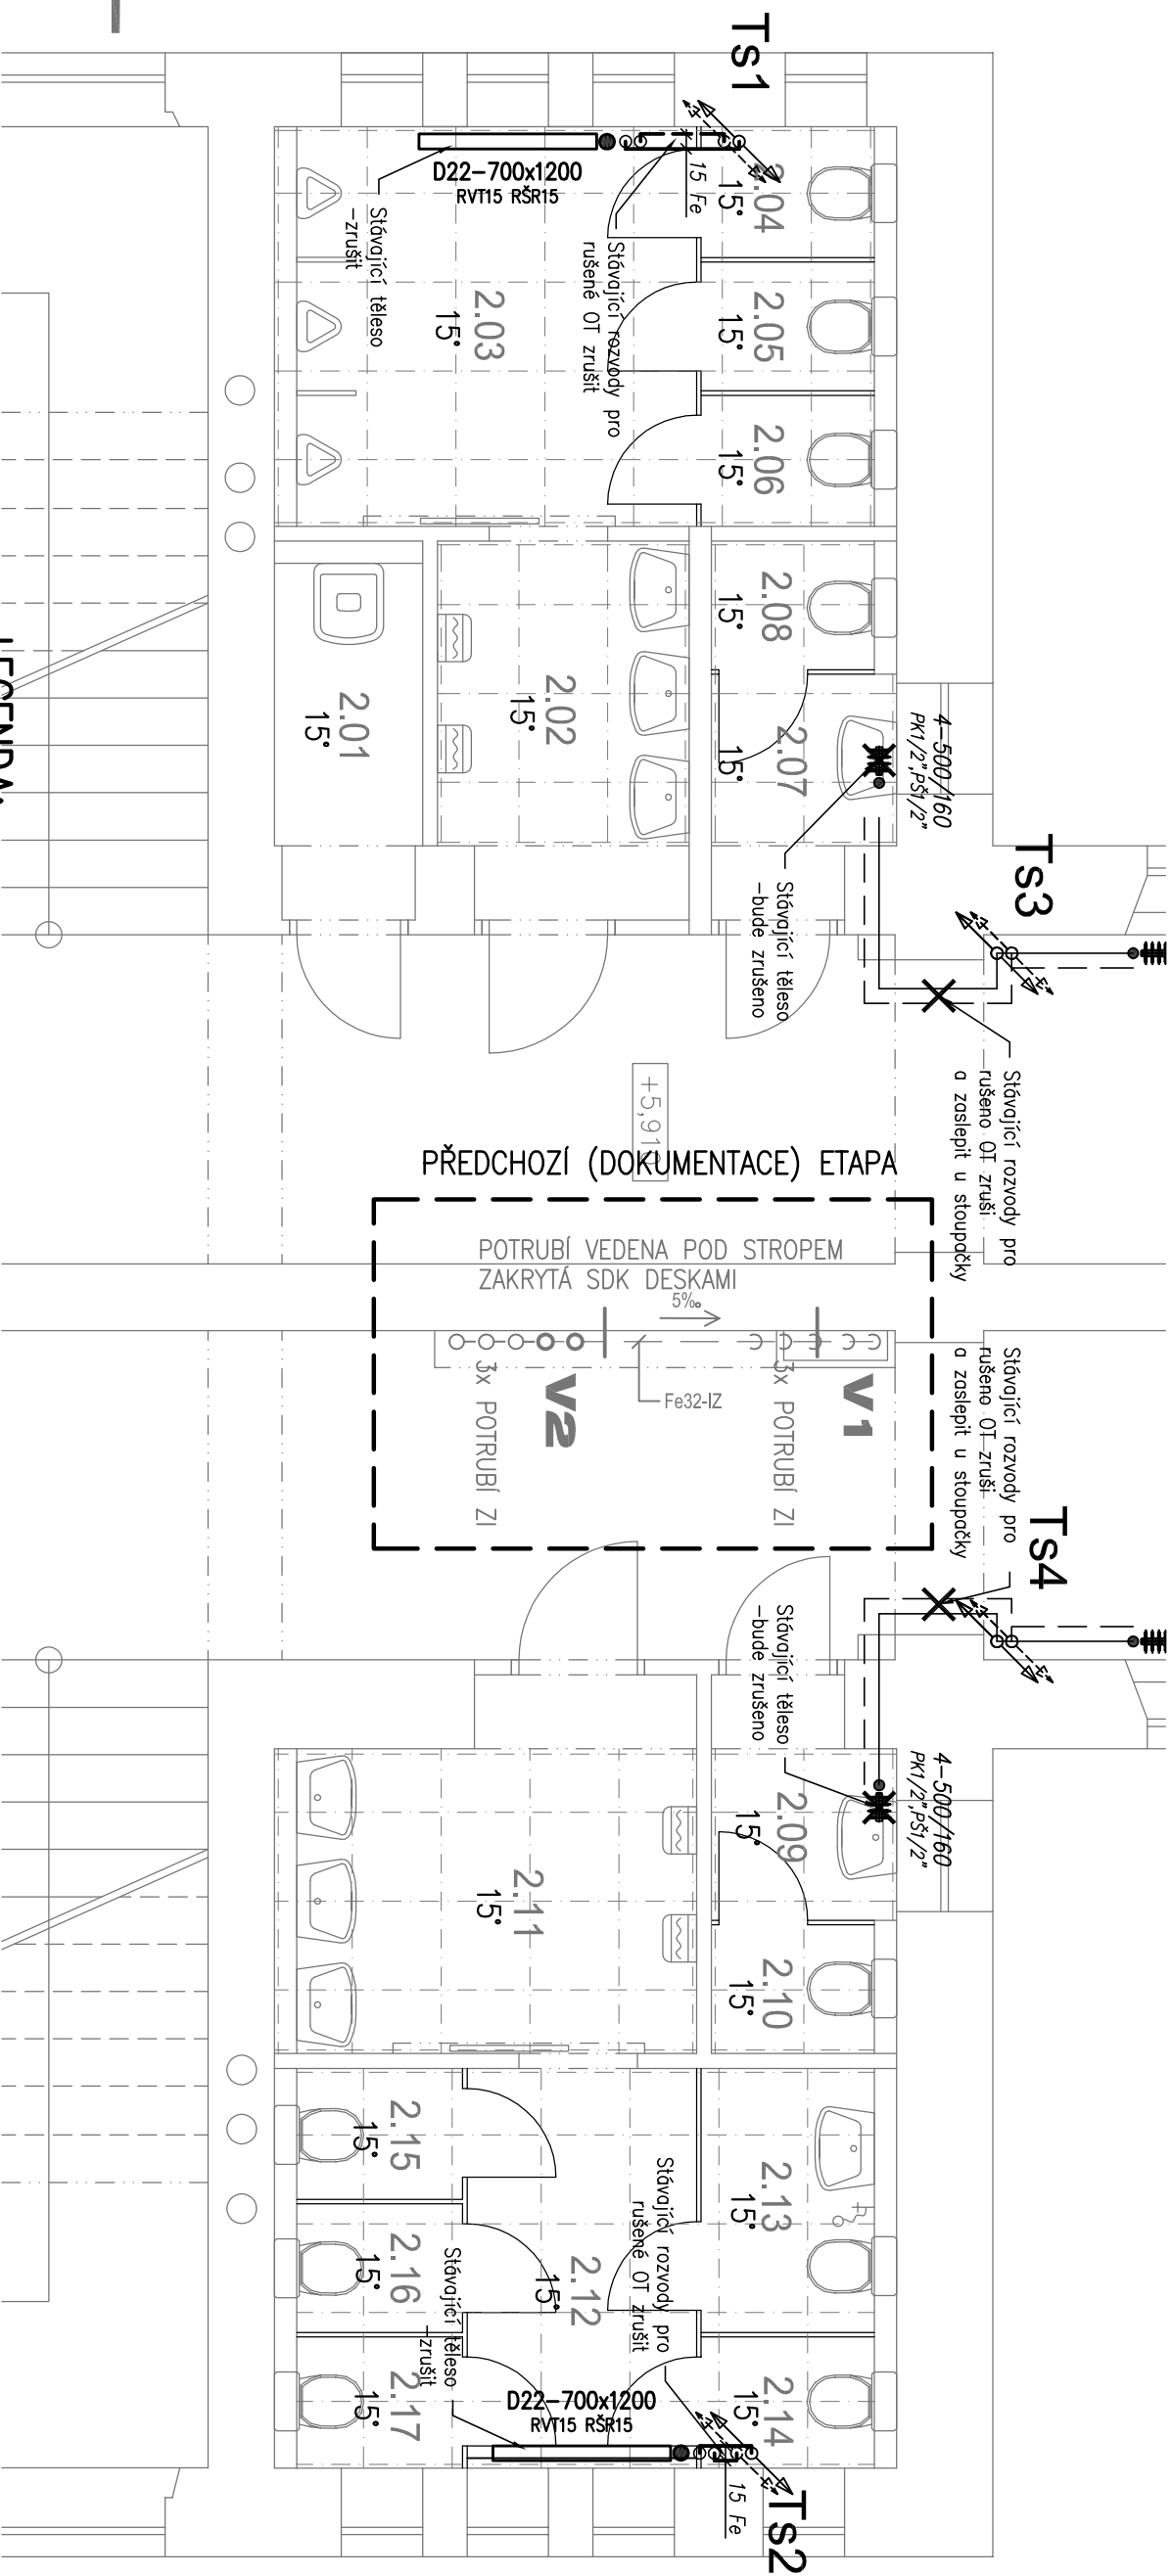 Ts1
15 Fe
D22-700x1200
RVT15 RŠR15
Stávající těleso
-zrušit
Stávající rozvody pro
rušené OT zrušit
2.04
15°
2.05
15°
2.06
15°
2.03
15°
2.08
15°
2.07
15°
2.02
15°
2.01
15°
4-500/160
PK1/2",PŠ1/2"
Stávající těleso
-bude zrušeno
Ts3
Stávající rozvody pro
rušeno OT zruší
a zaslepit u stoupačky
PŘEDCHOZÍ (DOKUMENTACE) ETAPA
POTRUBÍ VEDENA POD STROPEM
ZAKRYTÁ SDK DESKAMI
5‰
Fe32-IZ
V1
3x POTRUBÍ ZI
V2
3x POTRUBÍ ZI
Stávající rozvody pro
rušeno OT zruší
a zaslepit u stoupačky
Ts4
Stávající těleso
-bude zrušeno
4-500/160
PK1/2",PŠ1/2"
2.09
15°
2.10
15°
2.11
15°
2.13
15°
2.14
15°
2.12
15°
2.15
15°
2.16
15°
2.17
15°
Stávající rozvody pro
rušené OT zrušit
Stávající těleso
-zrušit
D22-700x1200
RVT15 RŠR15
15 Fe
Ts2